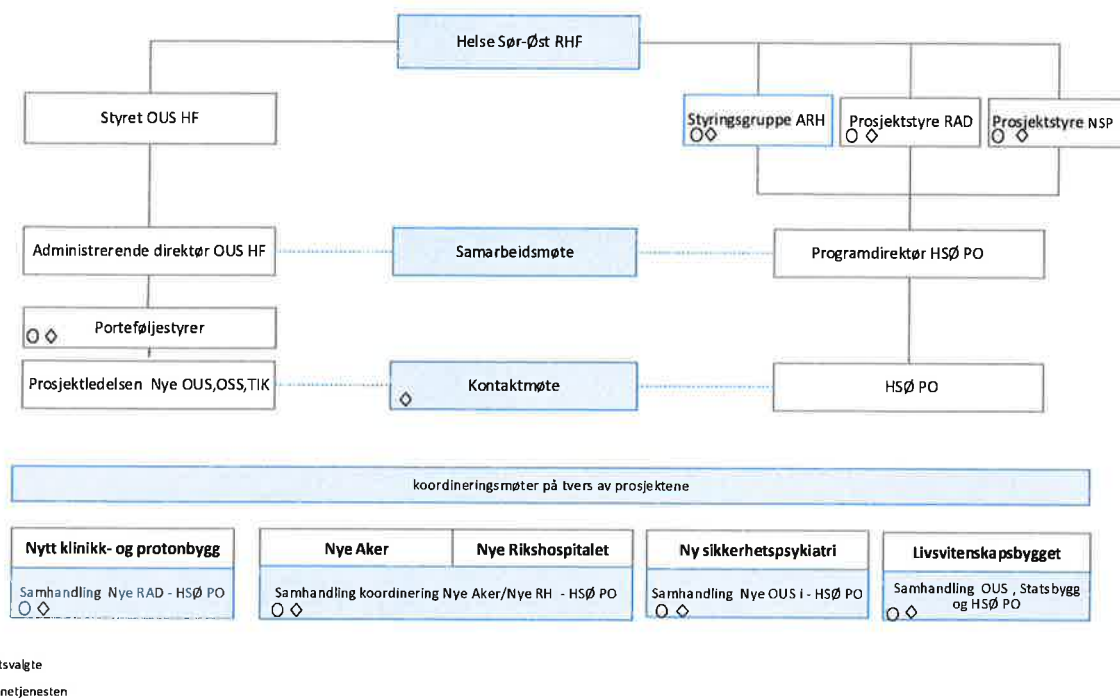 Helse Sør-Øst RHF
Styret OUS HF
Styringsgruppe ARH
Prosjektstyre RAD
Prosjektstyre NSP
Administrerende direktør OUS HF
Samarbeidsmøte
Programdirektør HSØ PO
Porteføljestyrer
Prosjektledelsen Nye OUS,OSS,TIK
Kontaktmøte
HSØ PO
koordineringsmøter på tvers av prosjektene
Nytt klinikk- og protonbygg
Samhandling Nye RAD - HSØ PO
Nye Aker
Nye Rikshospitalet
Samhandling koordinering Nye Aker/Nye RH - HSØ PO
Ny sikkerhetspsykiatri
Samhandling Nye OUS i - HSØ PO
Livsvitenskapsbygget
Samhandling OUS , Statsbygg
og HSØ PO
tsvalgte
netjenesten